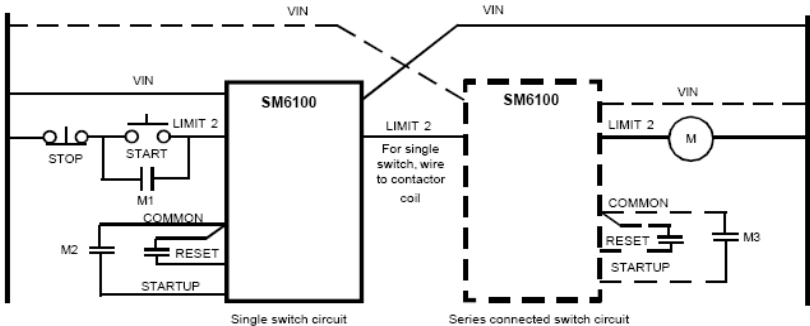 VIN
VIN
VIN
SM6100
SM6100
VIN
LIMIT 2
LIMIT 2
LIMIT 2
STOP
START
M
For single
switch, wire
to contactor
coil
M1
COMMON
COMMON
M2
RESET
RESET
M3
STARTUP
STARTUP
Single switch circuit
Series connected switch circuit